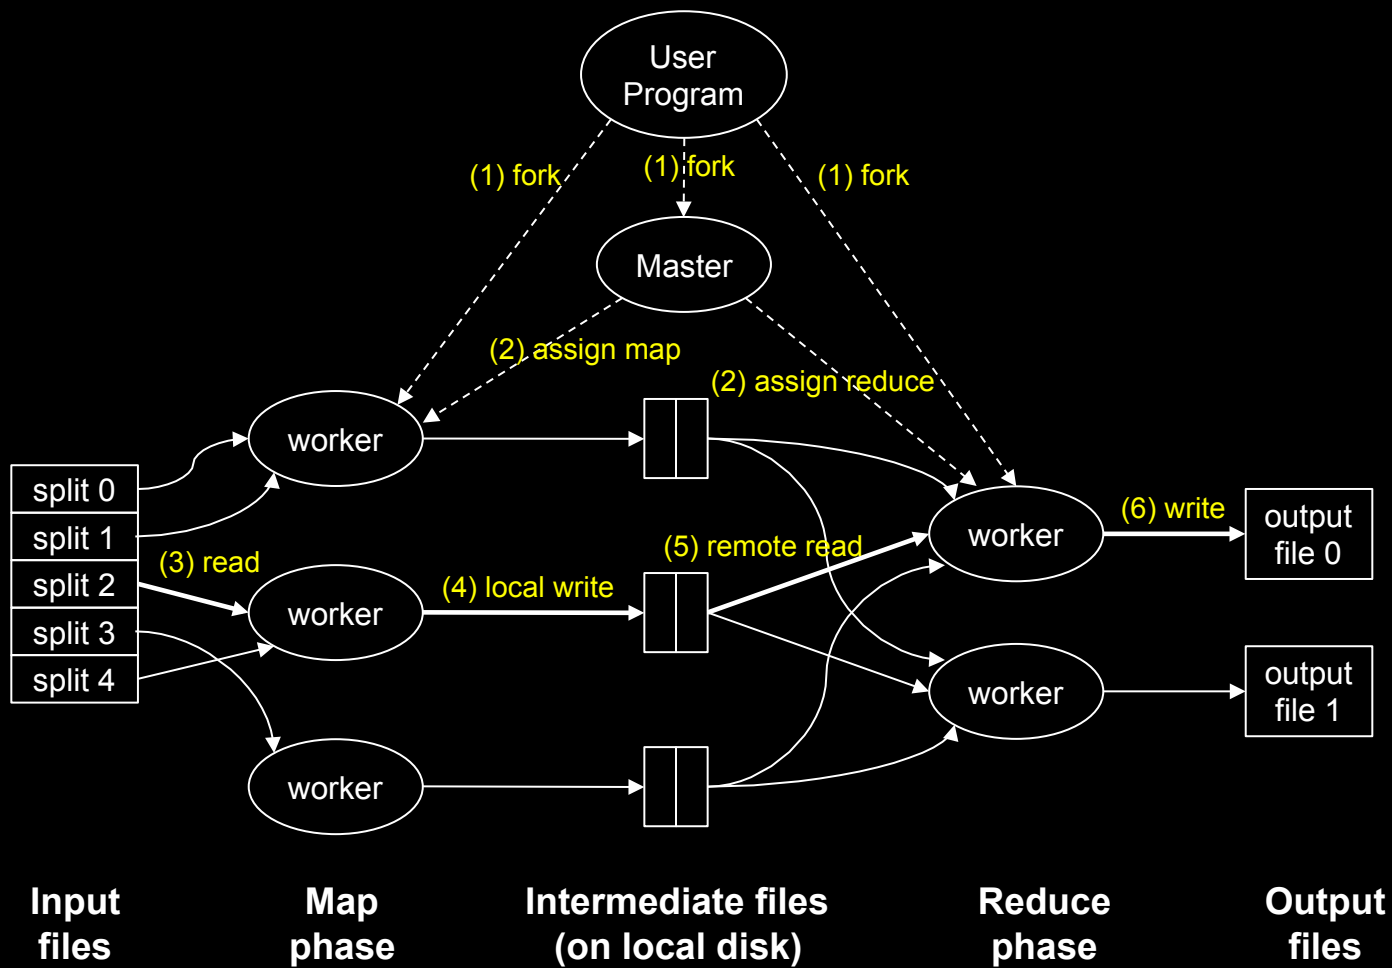 User
Program
(1) fork
(1) fork
(1) fork
Master
(2) assign map
(2) assign reduce
worker
split 0
split 1
split 2
split 3
split 4
(3) read
worker
(4) local write
(5) remote read
worker
(6) write
output
file 0
worker
output
file 1
worker
Input
files
Map
phase
Intermediate files
(on local disk)
Reduce
phase
Output
files